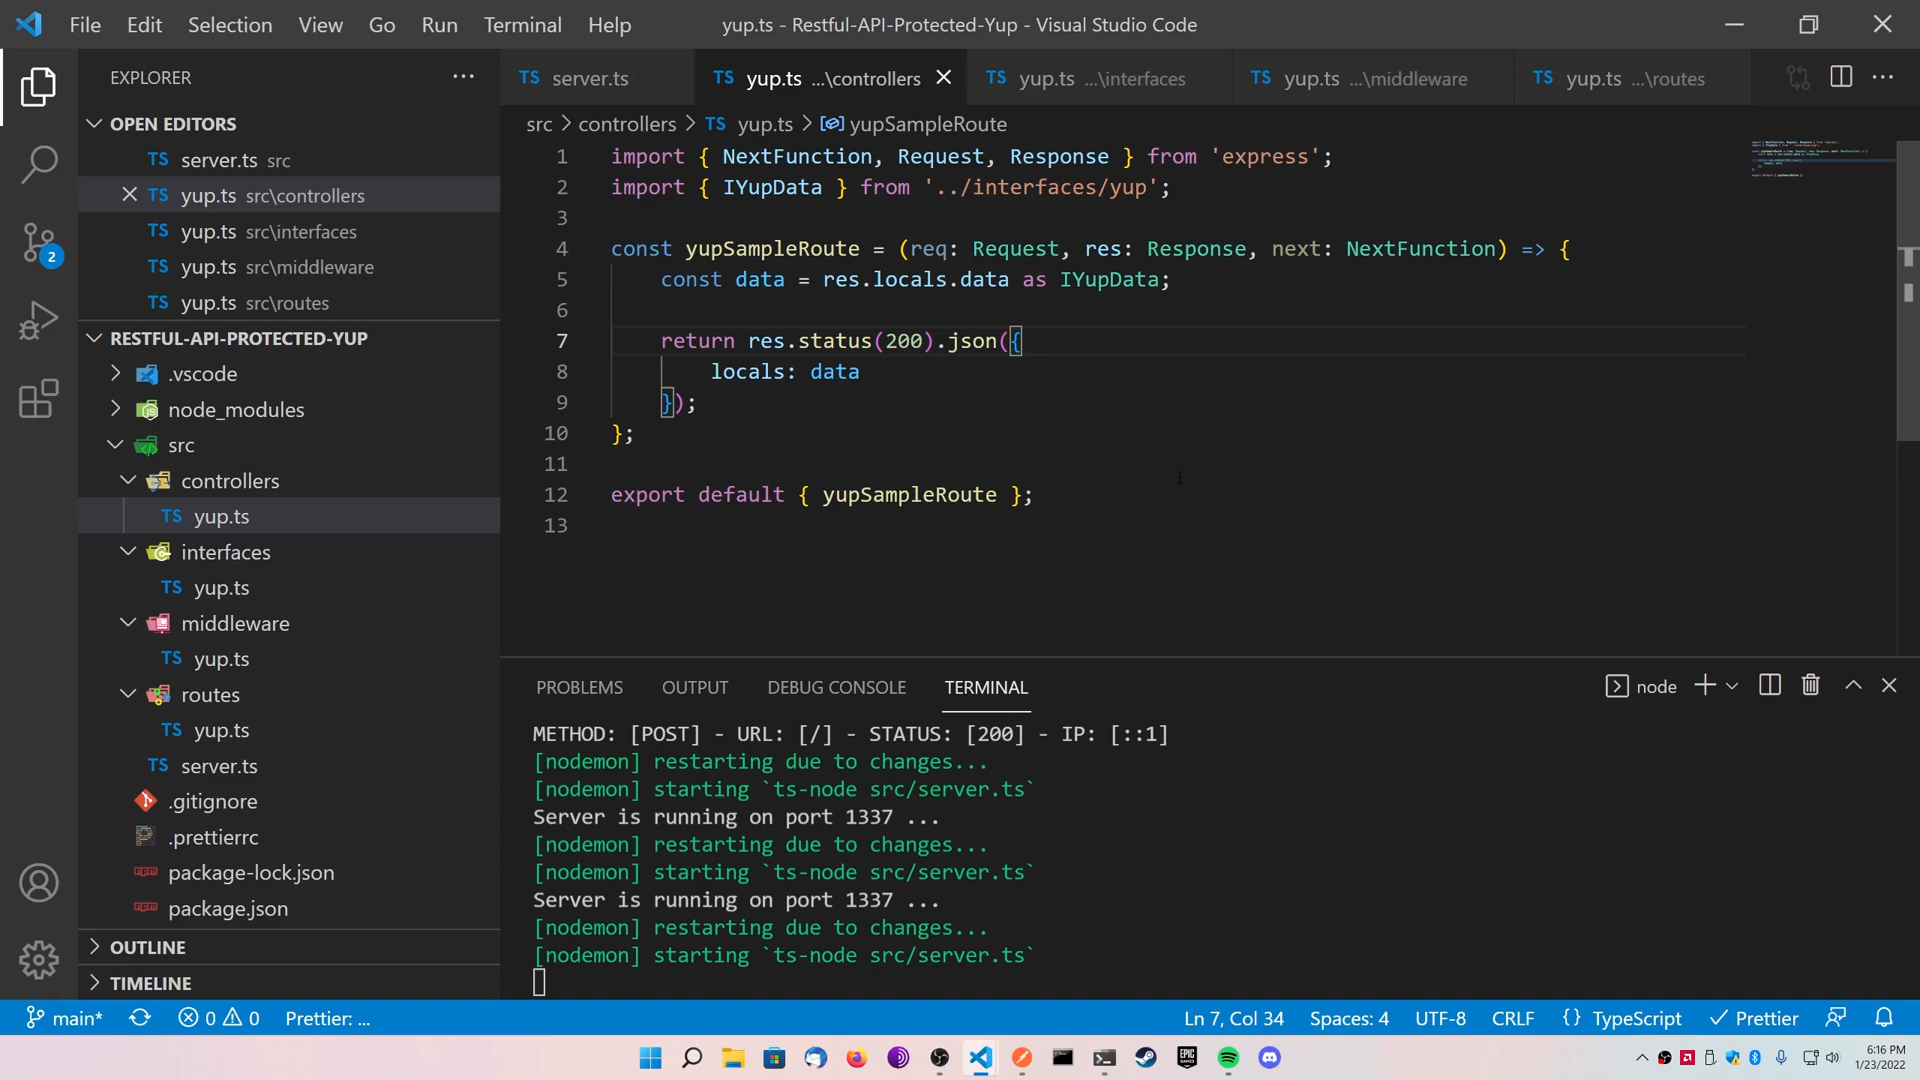 File Edit Selection View Go Run Terminal Help
yup.ts - Restful-API-Protected-Yup - Visual Studio Code
EXPLORER
OPEN EDITORS
TS server.ts src
TS yup.ts src\controllers
TS yup.ts src\interfaces
TS yup.ts src\middleware
TS yup.ts src\routes
RESTFUL-API-PROTECTED-YUP
.vscode
node_modules
src
controllers
TS yup.ts
interfaces
TS yup.ts
middleware
TS yup.ts
routes
TS yup.ts
TS server.ts
.gitignore
.prettierrc
package-lock.json
package.json
OUTLINE
TIMELINE
2
TS server.ts TS yup.ts ...\controllers TS yup.ts ...\interfaces TS yup.ts ...\middleware TS yup.ts ...\routes
src > controllers > TS yup.ts > yupSampleRoute
1 import { NextFunction, Request, Response } from 'express';
2 import { IYupData } from '../interfaces/yup';
3
4 const yupSampleRoute = (req: Request, res: Response, next: NextFunction) => {
5 const data = res.locals.data as IYupData;
6
7 return res.status(200).json({
8 locals: data
9 });
10 };
11
12 export default { yupSampleRoute };
13
PROBLEMS OUTPUT DEBUG CONSOLE TERMINAL
node
METHOD: [POST] - URL: [/] - STATUS: [200] - IP: [::1]
[nodemon] restarting due to changes...
[nodemon] starting `ts-node src/server.ts`
Server is running on port 1337 ...
[nodemon] restarting due to changes...
[nodemon] starting `ts-node src/server.ts`
Server is running on port 1337 ...
[nodemon] restarting due to changes...
[nodemon] starting `ts-node src/server.ts`
main* 0 0 Prettier: ...
Ln 7, Col 34 Spaces: 4 UTF-8 CRLF {} TypeScript Prettier
EPIC GAMES
6:16 PM
1/23/2022